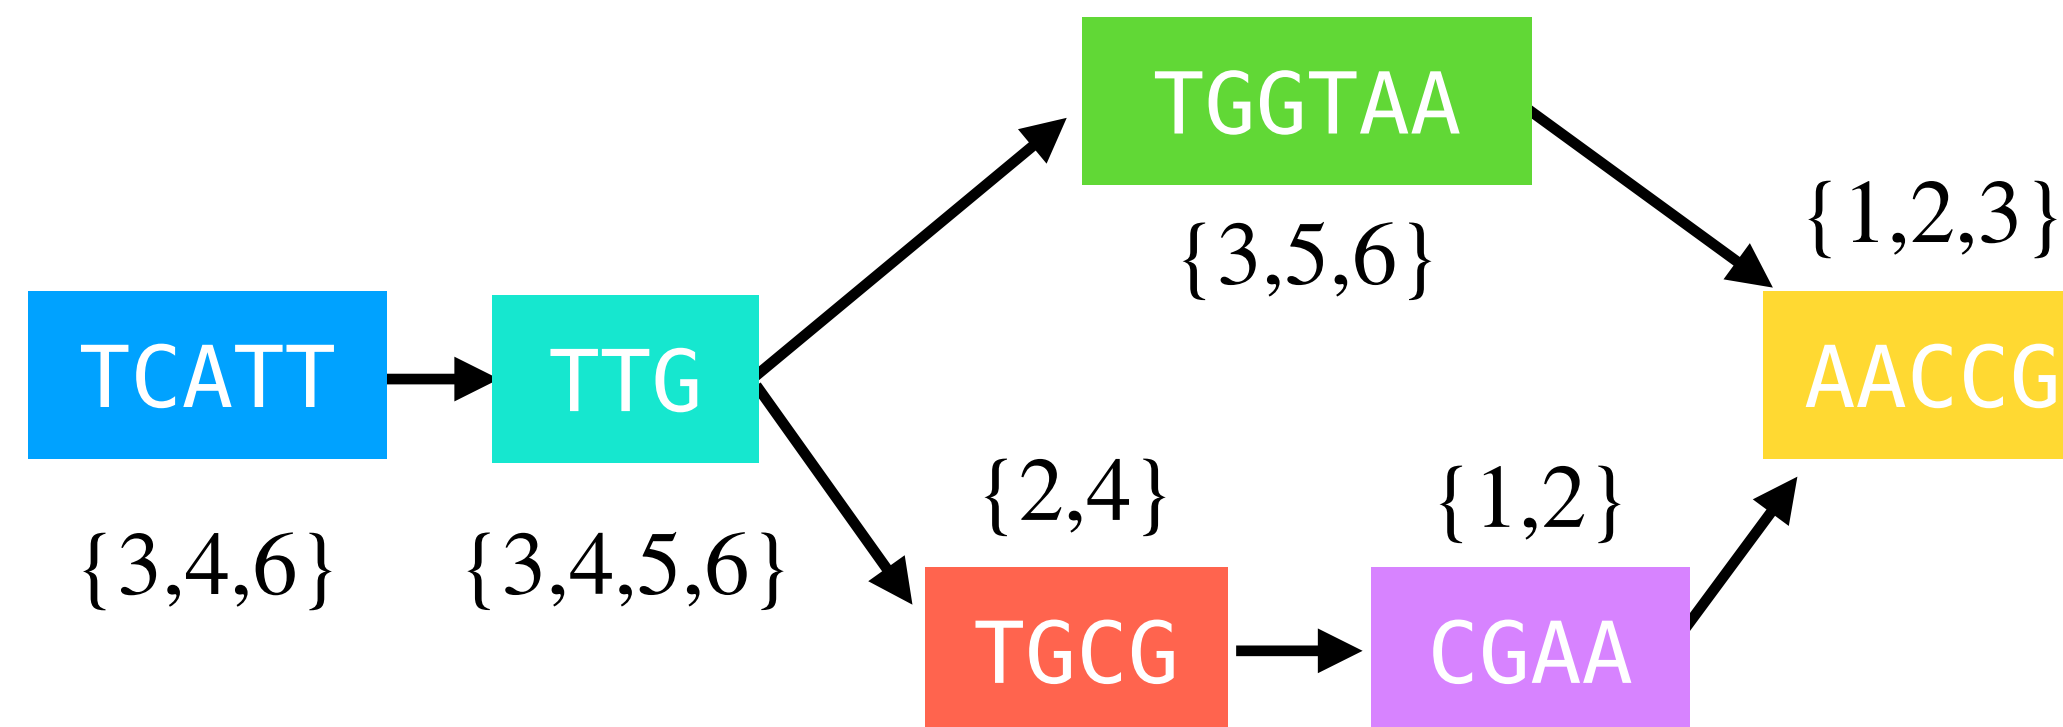 TGGTAA
{3,5,6}
{1,2,3}
TCATT
TTG
AACCG
{3,4,6}
{3,4,5,6}
{2,4}
{1,2}
TGCG
CGAA